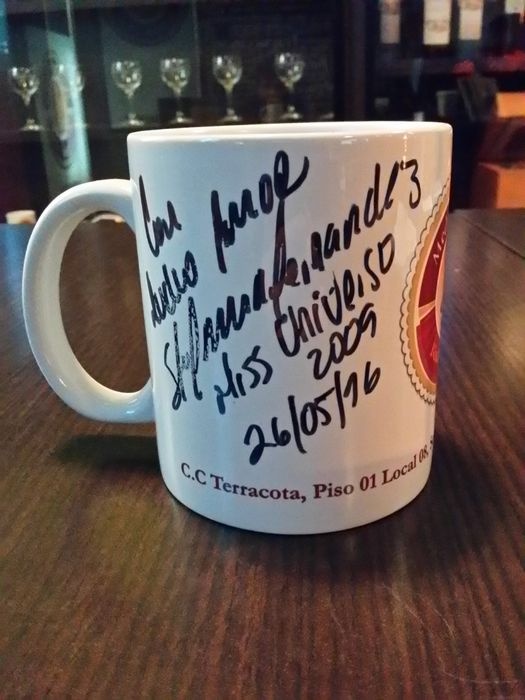 Con
mucho amor
Stefania Fernandez
Miss Universo
2009
26/05/16
C.C Terracota, Piso 01 Local 08,